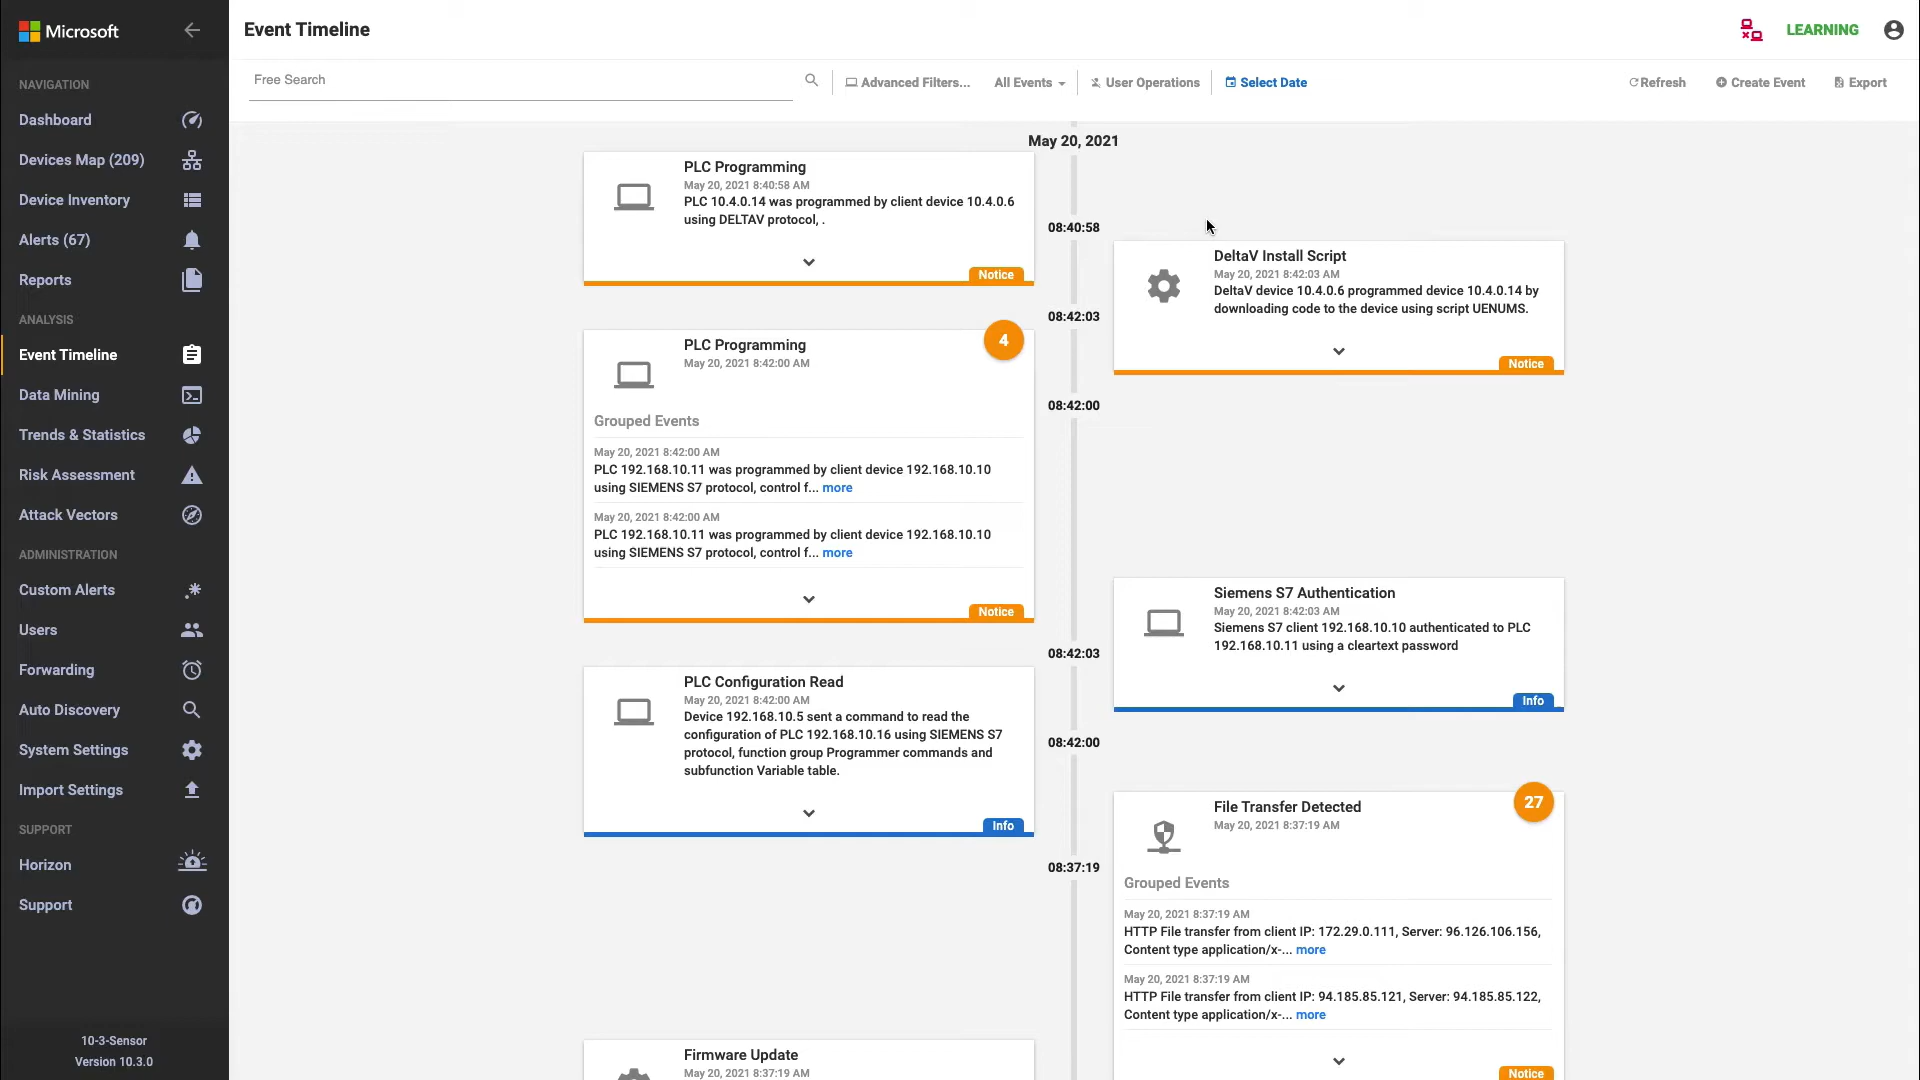 Microsoft
NAVIGATION
Dashboard
Devices Map (209)
Device Inventory
Alerts (67)
Reports
ANALYSIS
Event Timeline
Data Mining
Trends & Statistics
Risk Assessment
Attack Vectors
ADMINISTRATION
Custom Alerts
Users
Forwarding
Auto Discovery
System Settings
Import Settings
SUPPORT
Horizon
Support
10-3-Sensor
Version 10.3.0
Event Timeline
LEARNING
Free Search
Advanced Filters...
All Events
User Operations
Select Date
Refresh
Create Event
Export
May 20, 2021
PLC Programming
May 20, 2021 8:40:58 AM
PLC 10.4.0.14 was programmed by client device 10.4.0.6
using DELTAV protocol, .
Notice
08:40:58
DeltaV Install Script
May 20, 2021 8:42:03 AM
DeltaV device 10.4.0.6 programmed device 10.4.0.14 by
downloading code to the device using script UENUMS.
Notice
08:42:03
PLC Programming
May 20, 2021 8:42:00 AM
4
Grouped Events
May 20, 2021 8:42:00 AM
PLC 192.168.10.11 was programmed by client device 192.168.10.10
using SIEMENS S7 protocol, control f... more
May 20, 2021 8:42:00 AM
PLC 192.168.10.11 was programmed by client device 192.168.10.10
using SIEMENS S7 protocol, control f... more
Notice
08:42:00
Siemens S7 Authentication
May 20, 2021 8:42:03 AM
Siemens S7 client 192.168.10.10 authenticated to PLC
192.168.10.11 using a cleartext password
Info
08:42:03
PLC Configuration Read
May 20, 2021 8:42:00 AM
Device 192.168.10.5 sent a command to read the
configuration of PLC 192.168.10.16 using SIEMENS S7
protocol, function group Programmer commands and
subfunction Variable table.
Info
08:42:00
File Transfer Detected
May 20, 2021 8:37:19 AM
27
Grouped Events
May 20, 2021 8:37:19 AM
HTTP File transfer from client IP: 172.29.0.111, Server: 96.126.106.156,
Content type application/x-... more
May 20, 2021 8:37:19 AM
HTTP File transfer from client IP: 94.185.85.121, Server: 94.185.85.122,
Content type application/x-... more
Notice
08:37:19
Firmware Update
May 20, 2021 8:37:19 AM